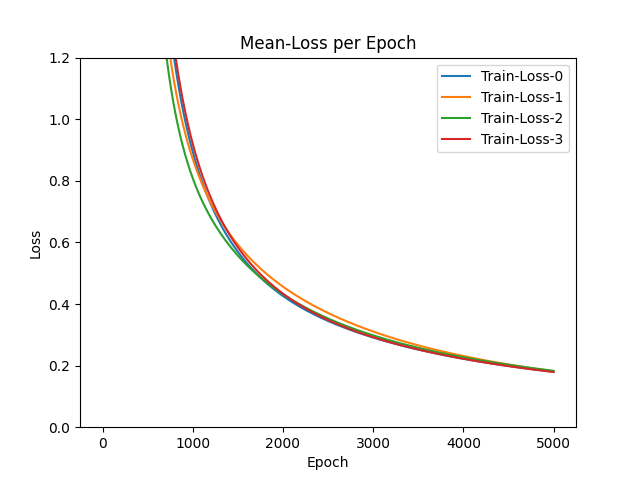 Mean-Loss per Epoch
Train-Loss-0
Train-Loss-1
Train-Loss-2
Train-Loss-3
Loss
1.2
1.0
0.8
0.6
0.4
0.2
0.0
0 1000 2000 3000 4000 5000
Epoch